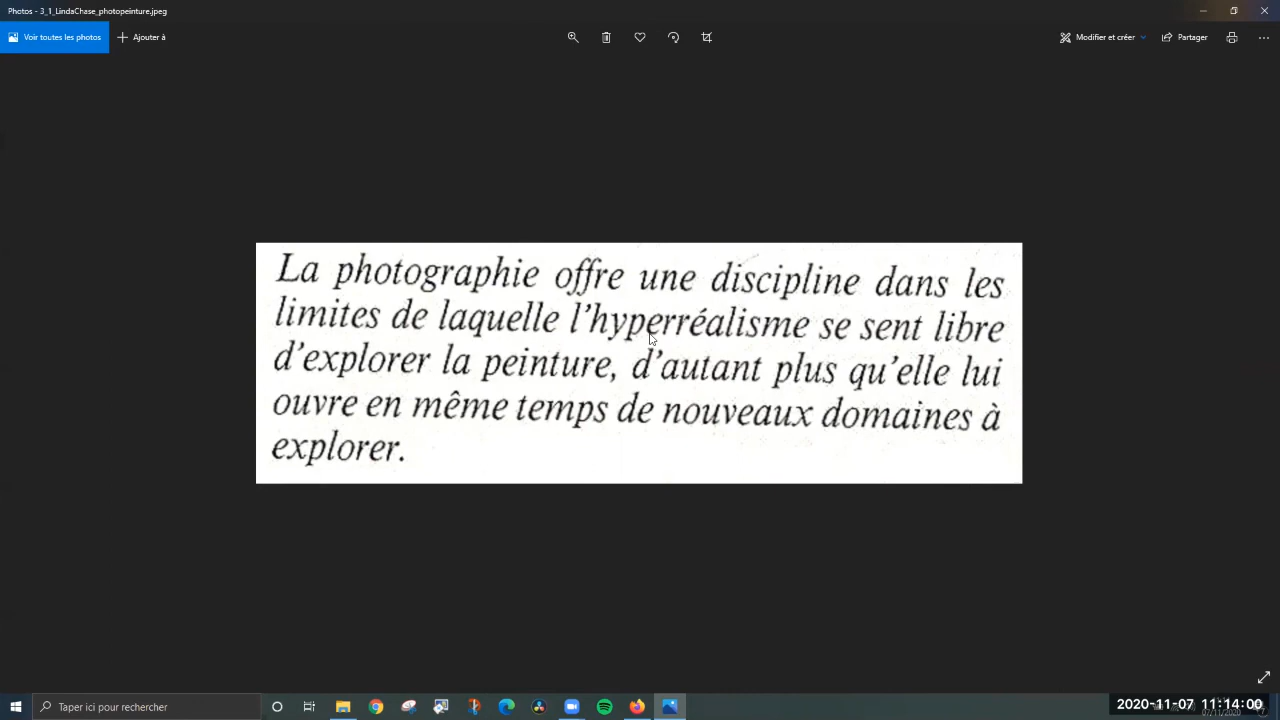 Photos - 3_1_LindaChase_photopeinture.jpeg
Voir toutes les photos
Ajouter à
Modifier et créer
Partager
La photographie offre une discipline dans les
limites de laquelle l'hyperréalisme se sent libre
d'explorer la peinture, d'autant plus qu'elle lui
ouvre en même temps de nouveaux domaines à
explorer.
Taper ici pour rechercher
2020-11-07 11:14:00